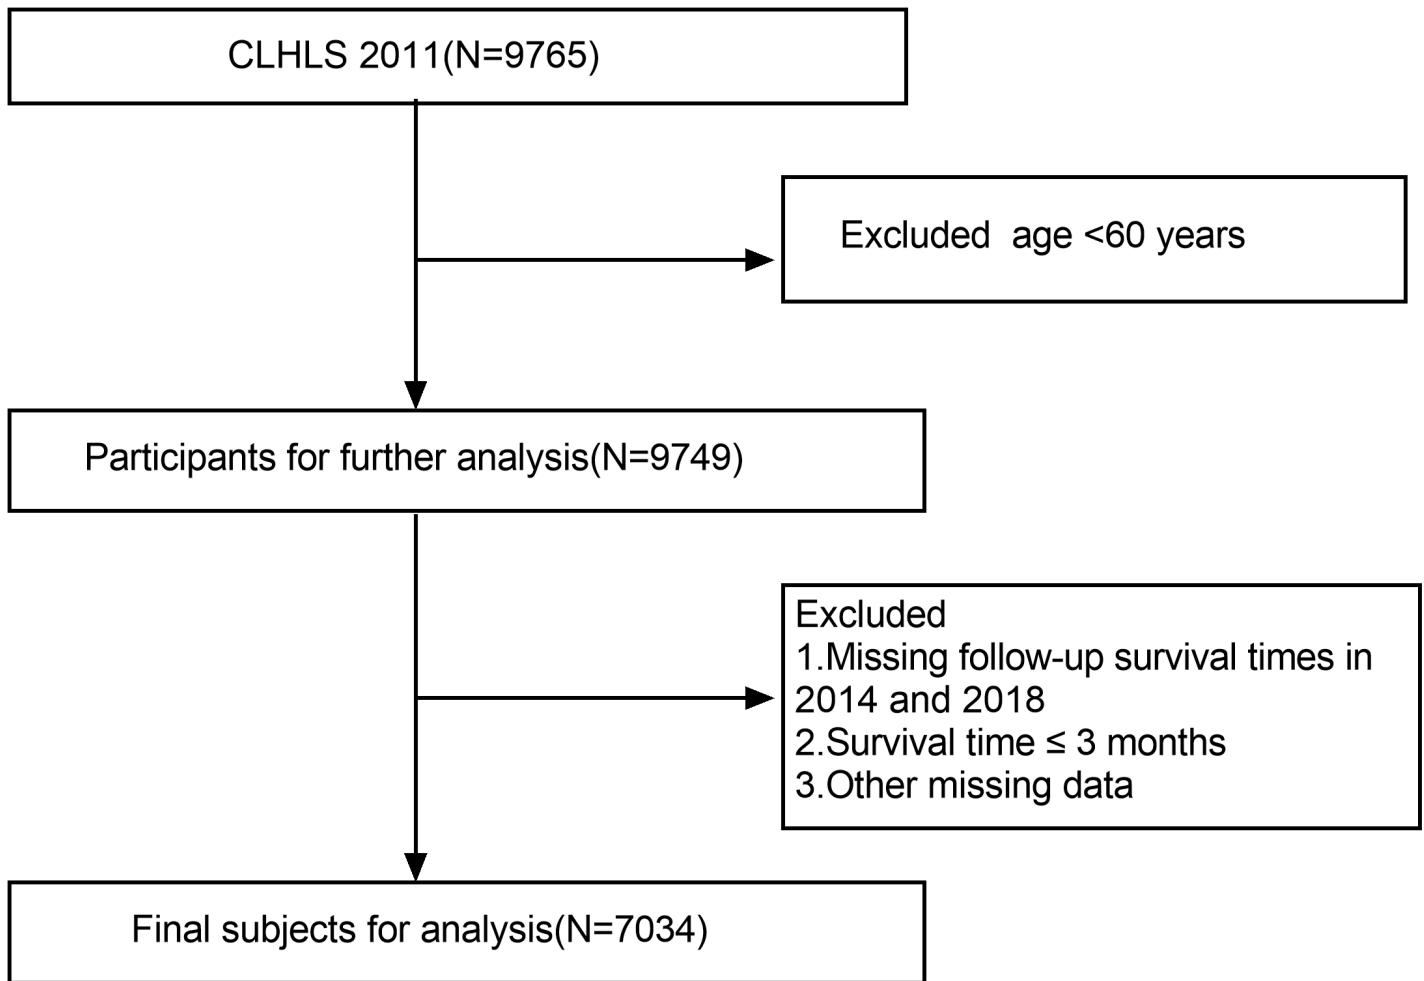 CLHLS 2011(N=9765)
Excluded  age <60 years
Participants for further analysis(N=9749)
Excluded
1.Missing follow-up survival times in
2014 and 2018
2.Survival time ≤ 3 months
3.Other missing data
Final subjects for analysis(N=7034)